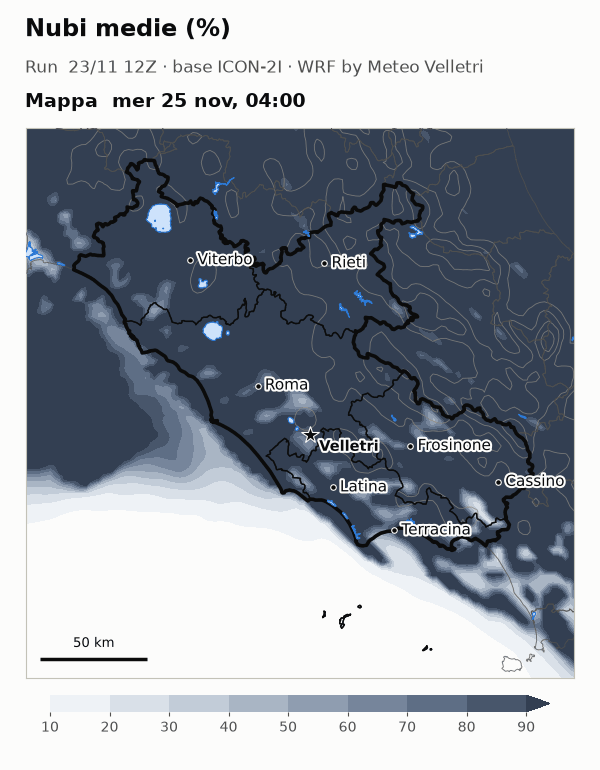 Nubi medie (%)
Run 23/11 12Z · base ICON-2I · WRF by Meteo Velletri
Mappa mer 25 nov, 04:00
Viterbo
Rieti
Roma
Velletri
Frosinone
Cassino
Latina
Terracina
50 km
10 20 30 40 50 60 70 80 90